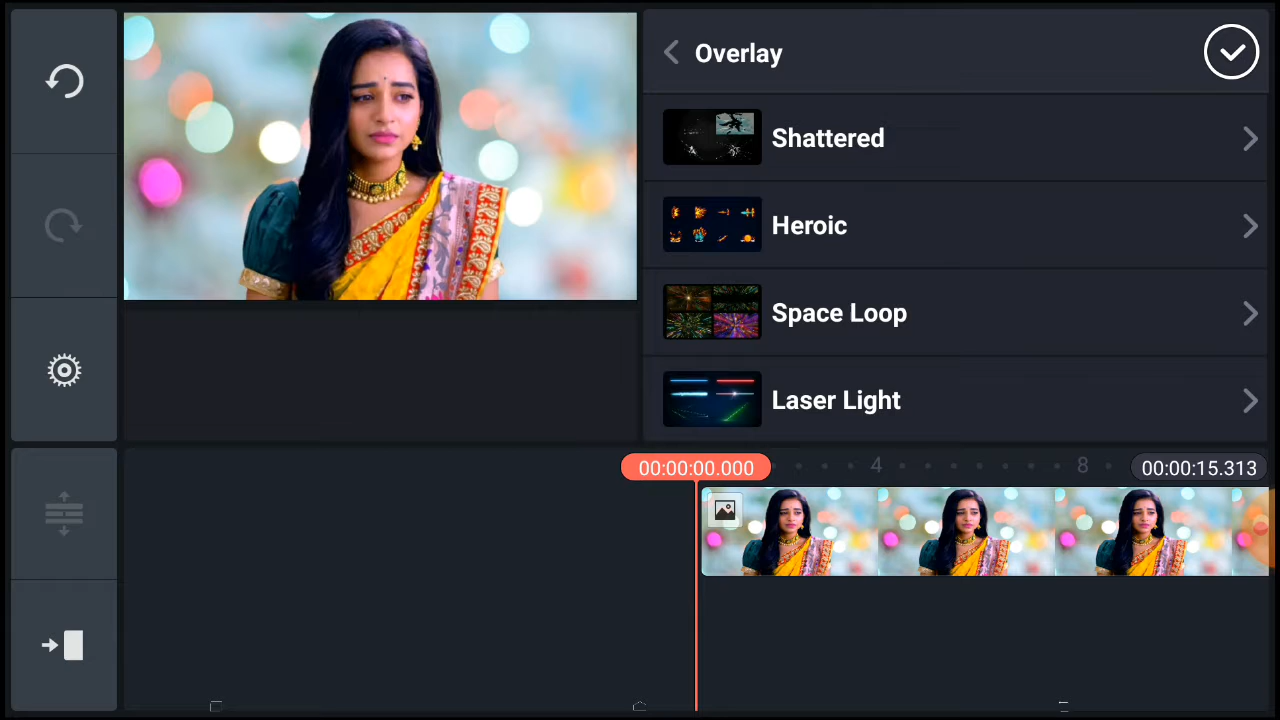 Overlay
Shattered
Heroic
Space Loop
Laser Light
00:00:00.000
4
8
00:00:15.313